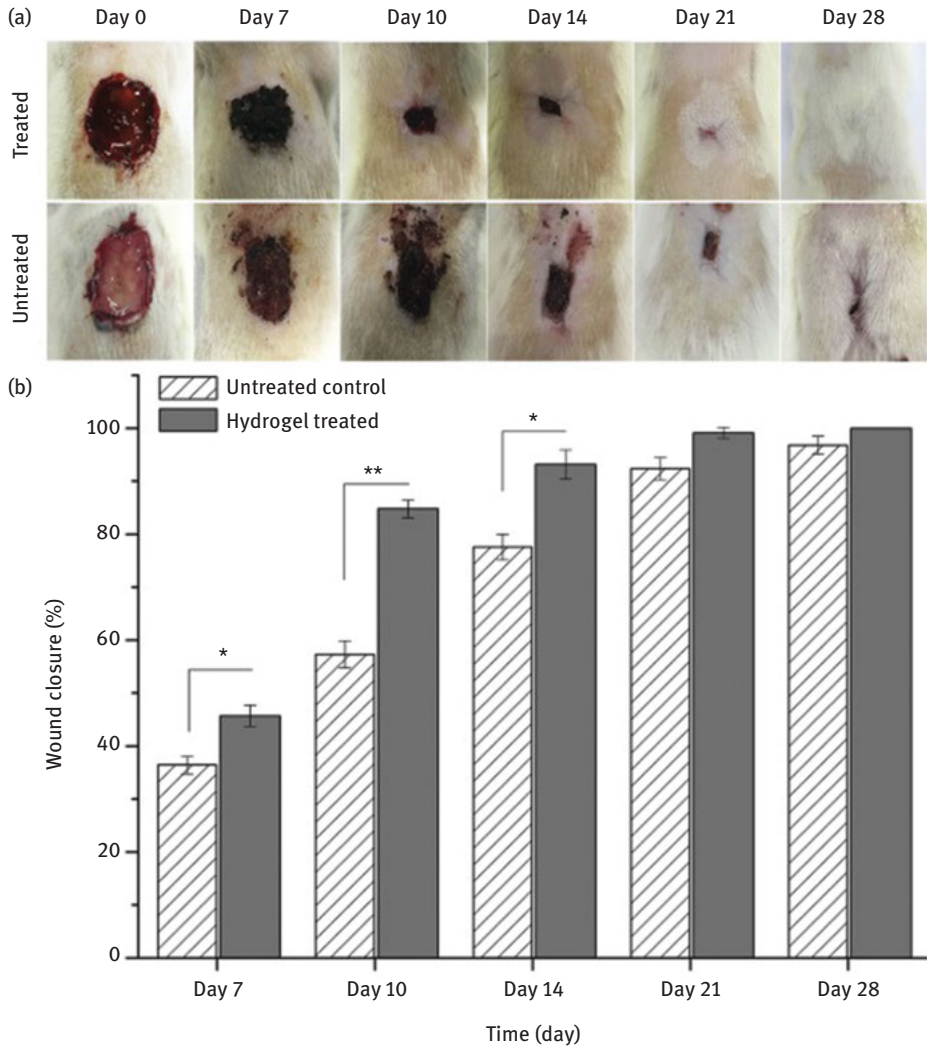 (a)
Day 0 Day 7 Day 10 Day 14 Day 21 Day 28
Treated
Untreated
(b)
Untreated control
Hydrogel treated
100
80
60
40
20
0
*
**
*
Wound closure (%)
Day 7 Day 10 Day 14 Day 21 Day 28
Time (day)